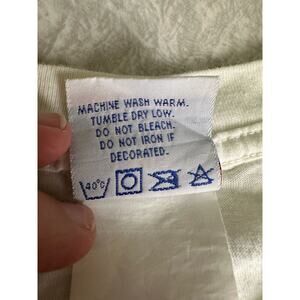 MACHINE WASH WARM.
TUMBLE DRY LOW.
DO NOT BLEACH.
DO NOT IRON IF
DECORATED.
40°C